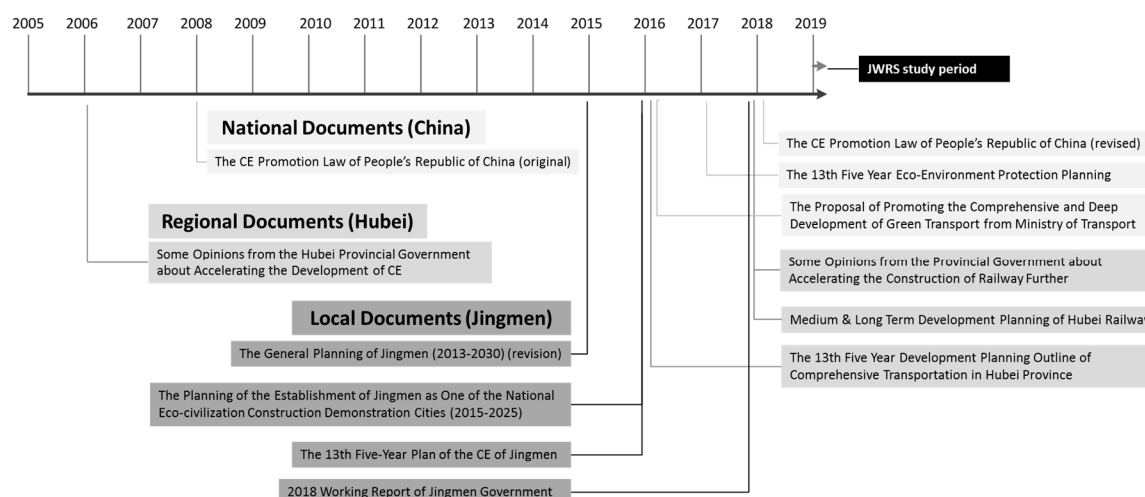 2005 2006 2007 2008 2009 2010 2011 2012 2013 2014 2015 2016 2017 2018 2019
JWRS study period
National Documents (China)
The CE Promotion Law of People's Republic of China (original)
Regional Documents (Hubei)
Some Opinions from the Hubei Provincial Government
about Accelerating the Development of CE
Local Documents (Jingmen)
The General Planning of Jingmen (2013-2030) (revision)
The Planning of the Establishment of Jingmen as One of the National
Eco-civilization Construction Demonstration Cities (2015-2025)
The 13th Five-Year Plan of the CE of Jingmen
2018 Working Report of Jingmen Government
The CE Promotion Law of People's Republic of China (revised)
The 13th Five Year Eco-Environment Protection Planning
The Proposal of Promoting the Comprehensive and Deep
Development of Green Transport from Ministry of Transport
Some Opinions from the Provincial Government about
Accelerating the Construction of Railway Further
Medium & Long Term Development Planning of Hubei Railway
The 13th Five Year Development Planning Outline of
Comprehensive Transportation in Hubei Province